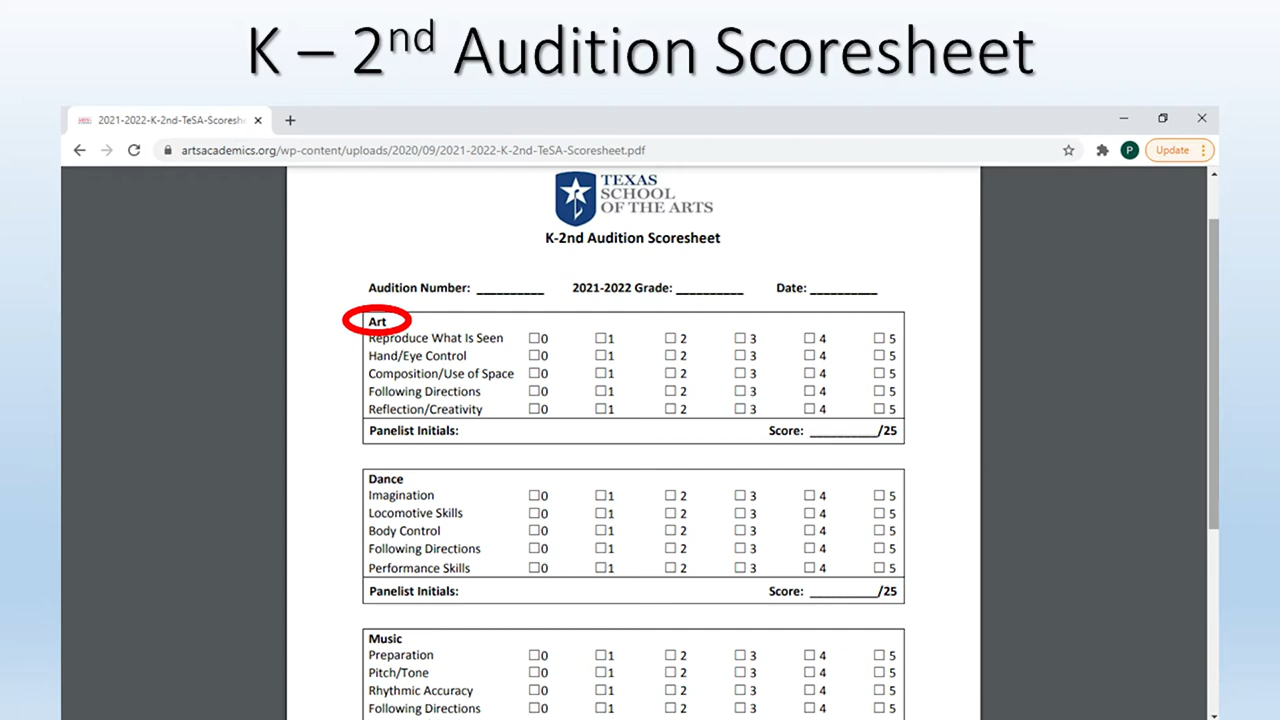 K – 2nd Audition Scoresheet
2021-2022-K-2nd-TeSA-Scoresh
artsacademics.org/wp-content/uploads/2020/09/2021-2022-K-2nd-TeSA-Scoresheet.pdf
P
Update
TEXAS
SCHOOL
OF THE ARTS
K-2nd Audition Scoresheet
Audition Number: __________ 2021-2022 Grade: __________ Date: __________
Art
Reproduce What Is Seen ☐0 ☐1 ☐2 ☐3 ☐4 ☐5
Hand/Eye Control ☐0 ☐1 ☐2 ☐3 ☐4 ☐5
Composition/Use of Space ☐0 ☐1 ☐2 ☐3 ☐4 ☐5
Following Directions ☐0 ☐1 ☐2 ☐3 ☐4 ☐5
Reflection/Creativity ☐0 ☐1 ☐2 ☐3 ☐4 ☐5
Panelist Initials: Score: __________/25
Dance
Imagination ☐0 ☐1 ☐2 ☐3 ☐4 ☐5
Locomotive Skills ☐0 ☐1 ☐2 ☐3 ☐4 ☐5
Body Control ☐0 ☐1 ☐2 ☐3 ☐4 ☐5
Following Directions ☐0 ☐1 ☐2 ☐3 ☐4 ☐5
Performance Skills ☐0 ☐1 ☐2 ☐3 ☐4 ☐5
Panelist Initials: Score: __________/25
Music
Preparation ☐0 ☐1 ☐2 ☐3 ☐4 ☐5
Pitch/Tone ☐0 ☐1 ☐2 ☐3 ☐4 ☐5
Rhythmic Accuracy ☐0 ☐1 ☐2 ☐3 ☐4 ☐5
Following Directions ☐0 ☐1 ☐2 ☐3 ☐4 ☐5